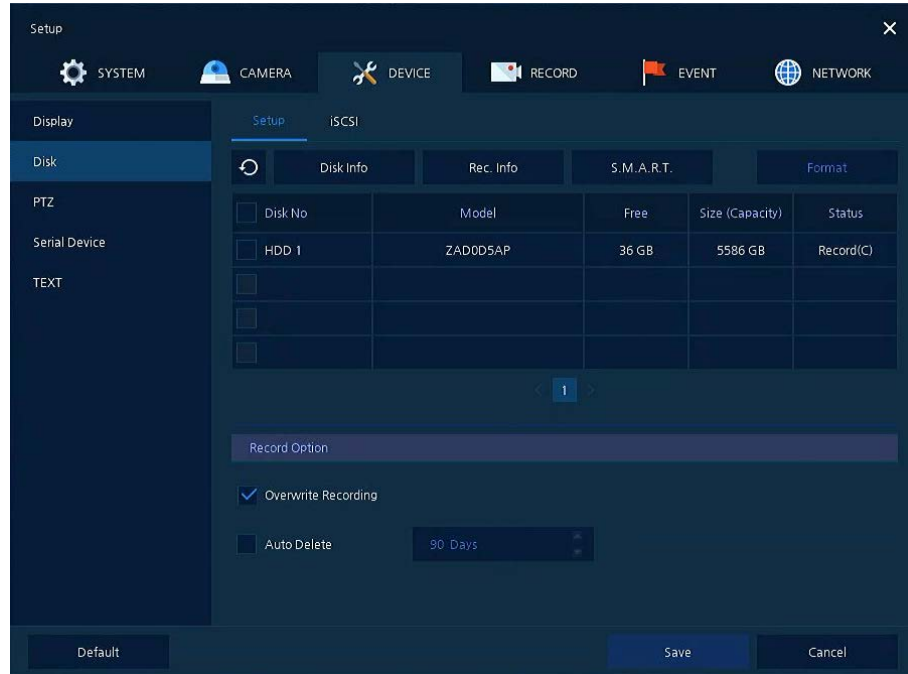 Setup
SYSTEM CAMERA DEVICE RECORD EVENT NETWORK
Display
Disk
PTZ
Serial Device
TEXT
Setup iSCSI
Disk Info Rec. Info S.M.A.R.T. Format
Disk No Model Free Size (Capacity) Status
HDD 1 ZAD0D5AP 36 GB 5586 GB Record(C)
1
Record Option
Overwrite Recording
Auto Delete 90 Days
Default Save Cancel